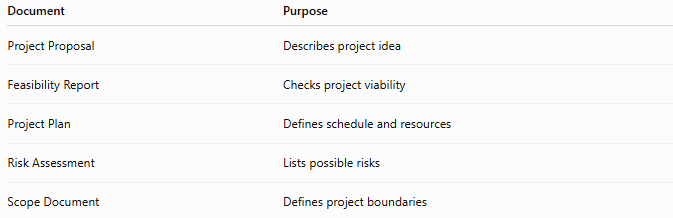 Document Purpose
Project Proposal Describes project idea
Feasibility Report Checks project viability
Project Plan Defines schedule and resources
Risk Assessment Lists possible risks
Scope Document Defines project boundaries